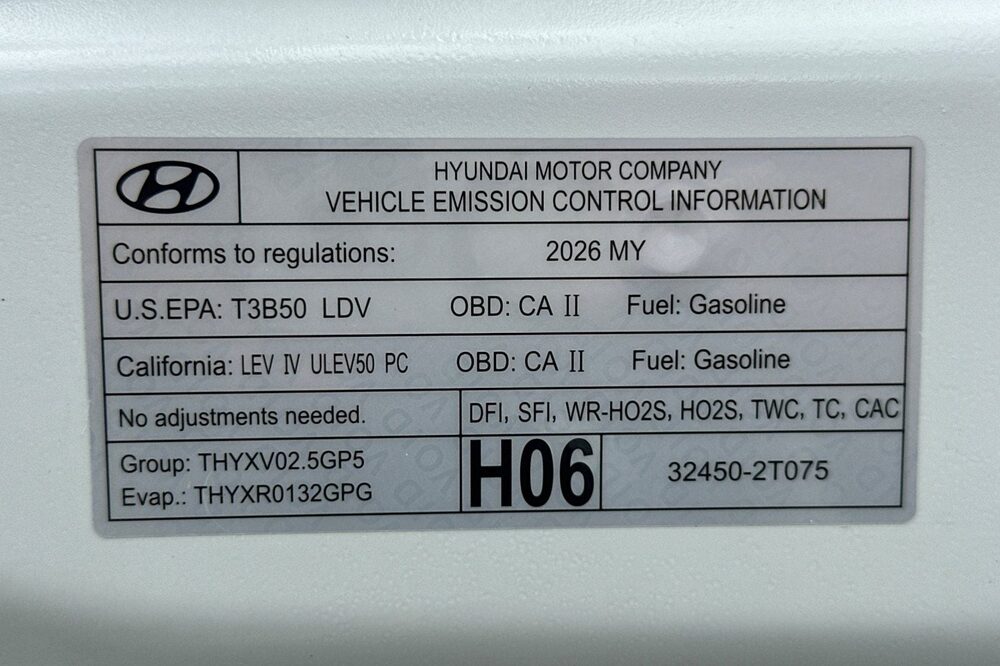 HYUNDAI MOTOR COMPANY
VEHICLE EMISSION CONTROL INFORMATION
Conforms to regulations: 2026 MY
U.S.EPA: T3B50 LDV OBD: CA II Fuel: Gasoline
California: LEV IV ULEV50 PC OBD: CA II Fuel: Gasoline
No adjustments needed. DFI, SFI, WR-HO2S, HO2S, TWC, TC, CAC
Group: THYXV02.5GP5
Evap.: THYXR0132GPG
H06
32450-2T075